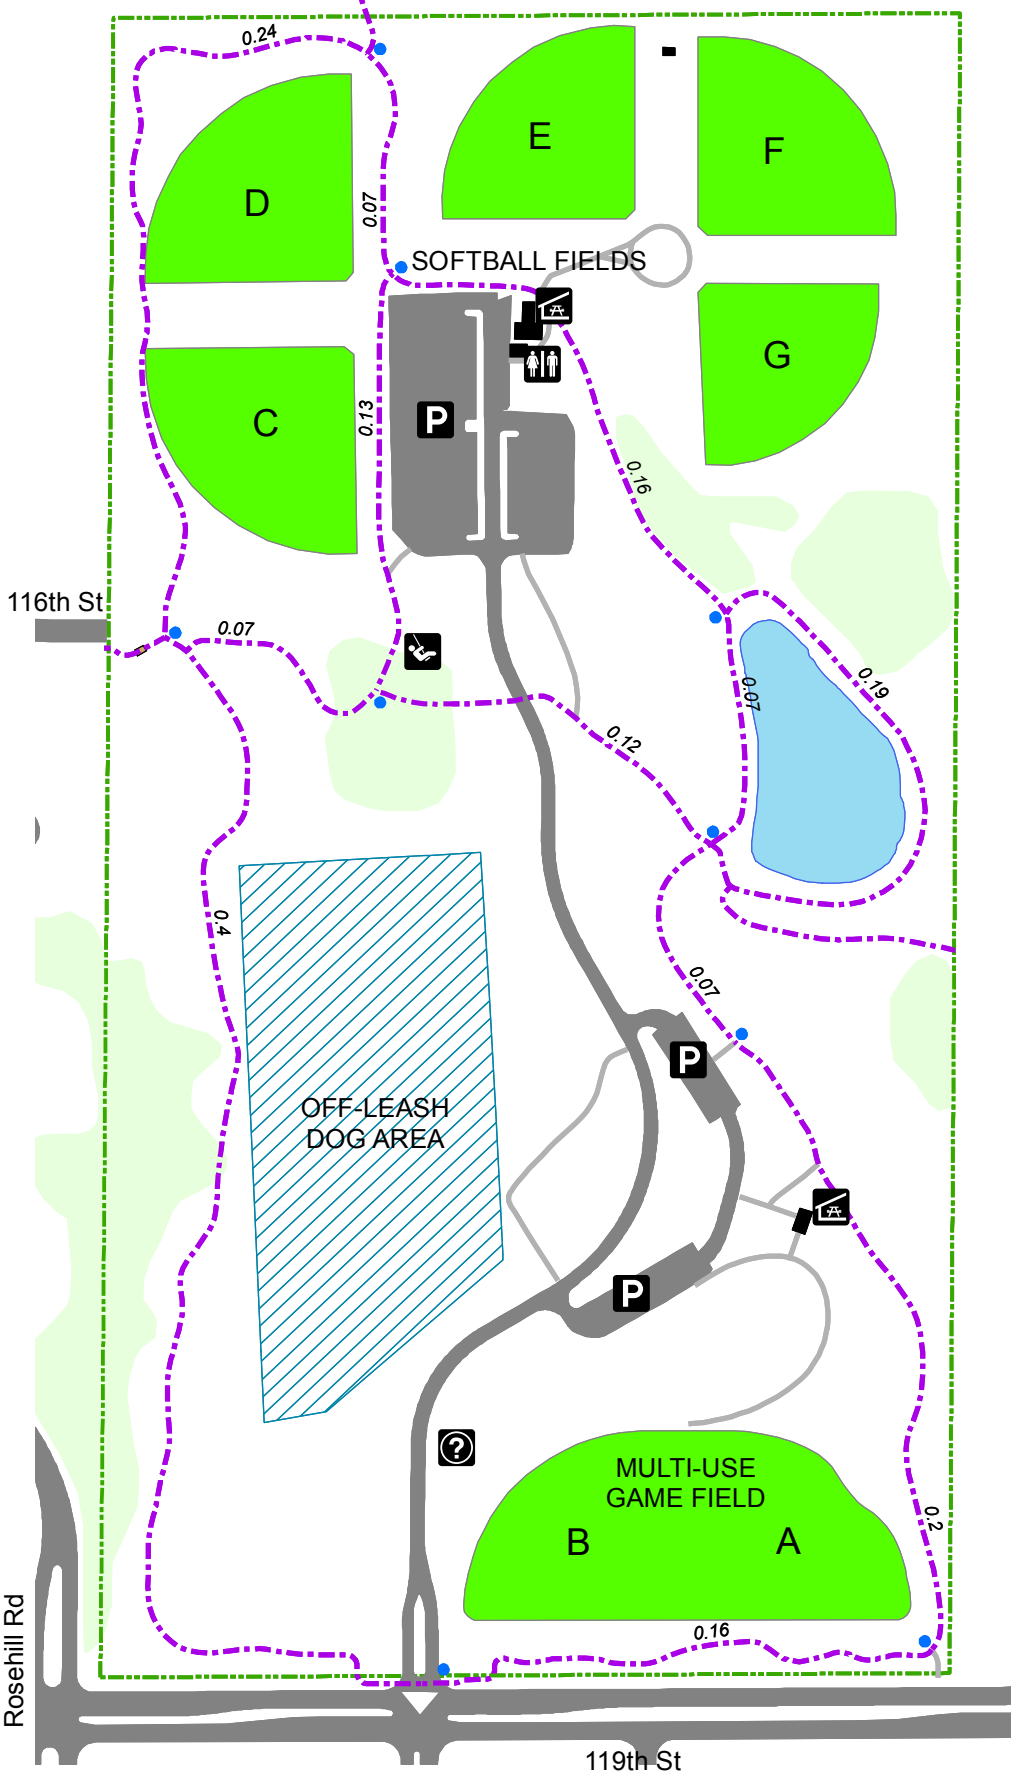 0.24
E
F
D
0.07
SOFTBALL FIELDS
G
C
0.13
P
0.16
116th St
0.07
0.19
0.07
0.12
0.4
0.07
P
OFF-LEASH
DOG AREA
P
?
MULTI-USE
GAME FIELD
B
A
0.2
0.16
Rosehill Rd
119th St